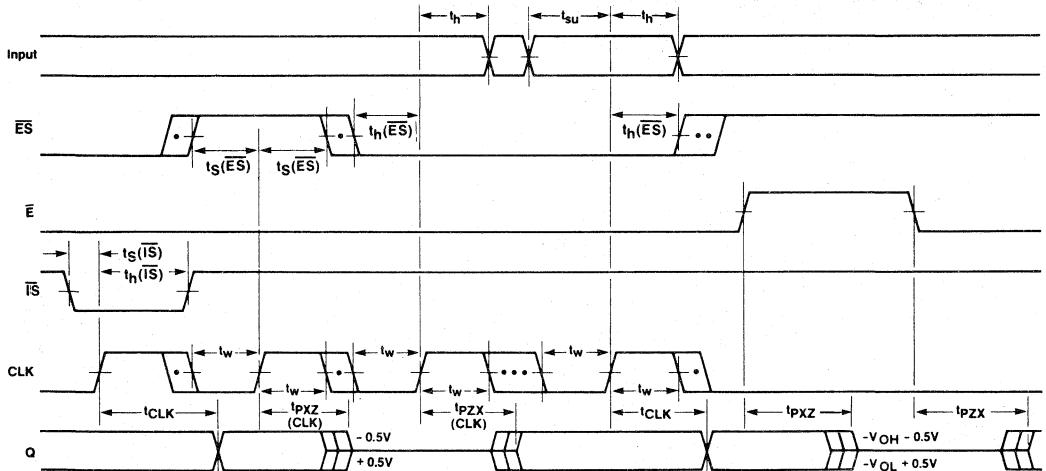 th tsu th
Input
ES th(ES) th(ES)
tS(ES) tS(ES)
E
tS(IS)
th(IS)
IS
tw tw tw
CLK
tw tw tw
tCLK tPXZ (CLK) tPZX (CLK) tCLK tPXZ tPZX
Q
- 0.5V -VOH - 0.5V
+0.5V -VOL + 0.5V